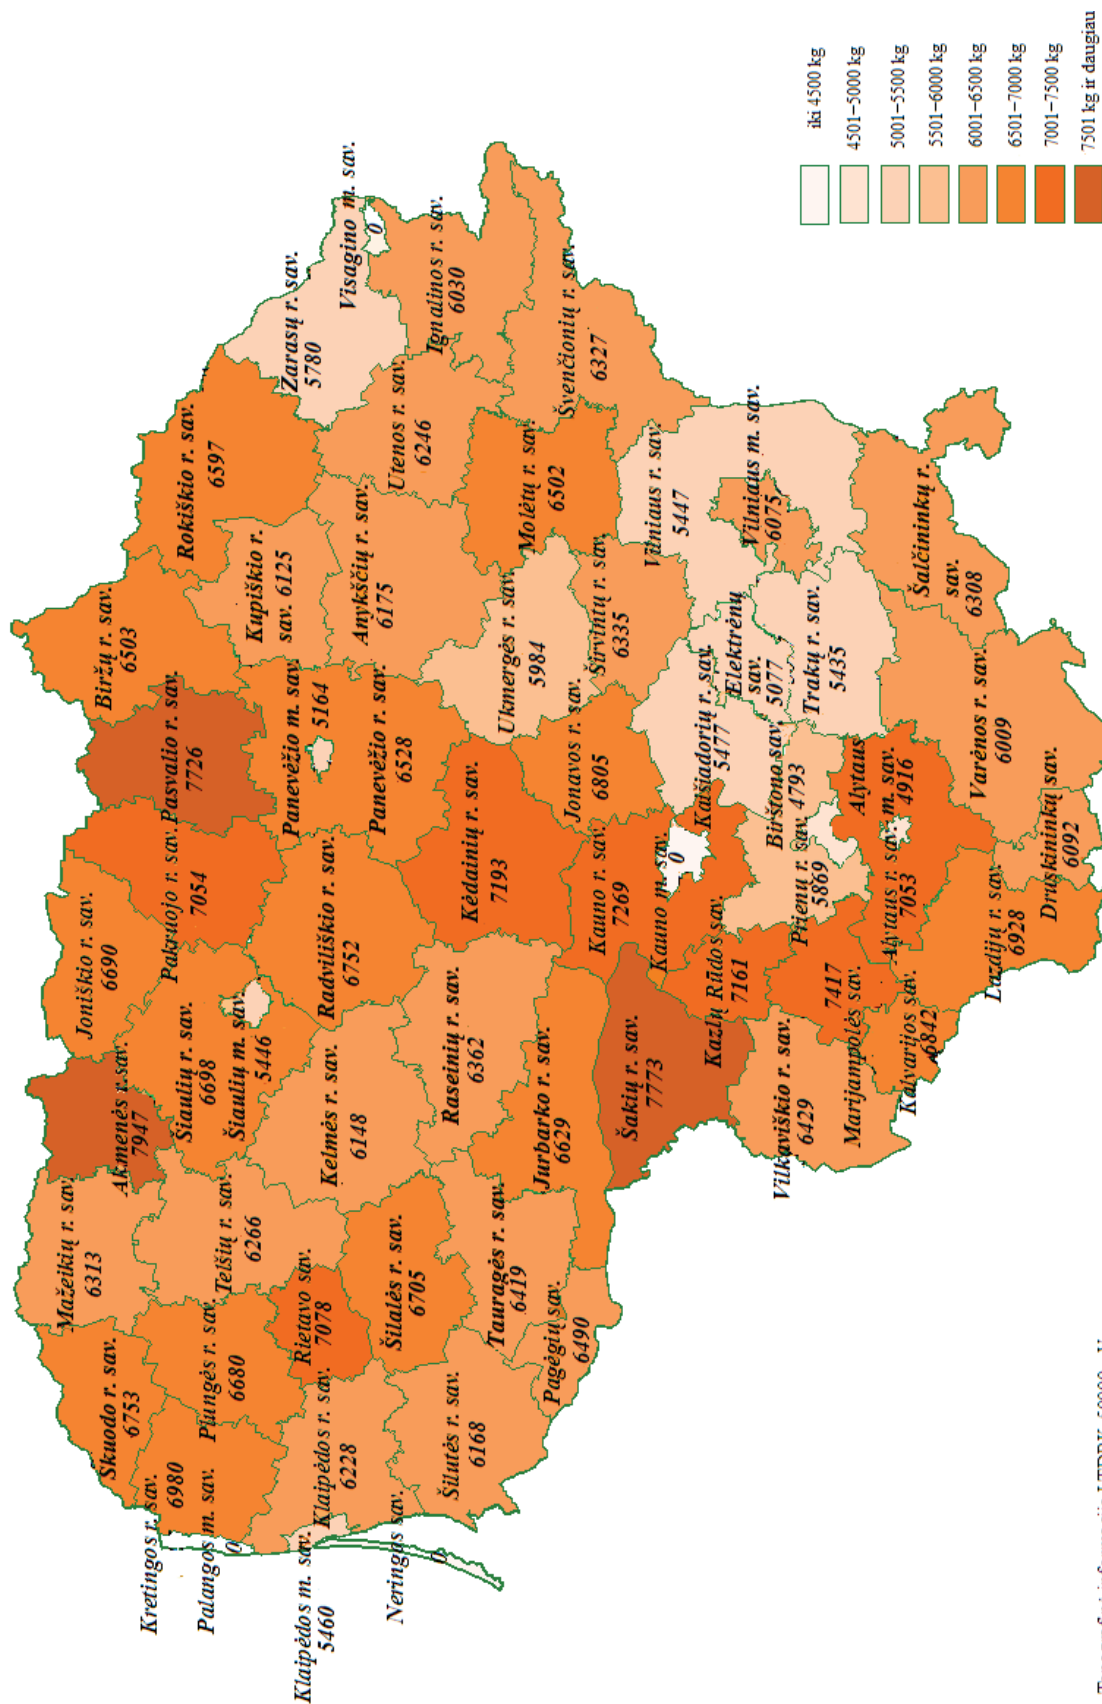 Skuodo r. sav.
6753
Mažeikių r. sav.
6313
Akmenės r.sav.
7947
Joniškio r. sav.
6690
Pakruojo r. sav.
7054
Pasvalio r. sav.
7726
Biržų r. sav.
6503
Rokiškio r. sav.
6597
Kretingos r. sav.
6980
Palangos m. sav.
0
Plungės r. sav.
6680
Telšių r. sav.
6266
Šiaulių r. sav.
6698
Šiaulių m. sav.
5446
Radviliškio r. sav.
6752
Panevėžio m. sav.
5164
Panevėžio r. sav.
6528
Kupiškio r.
sav. 6125
Zarasų r. sav.
5780
Visagino m. sav.
0
Klaipėdos m. sav.
5460
Klaipėdos r. sav.
6228
Rietavo sav.
7078
Kelmės r. sav.
6148
Anykščių r. sav.
6175
Utenos r. sav.
6246
Ignalinos r. sav.
6030
Neringos sav.
0
Šilutės r. sav.
6168
Šilalės r. sav.
6705
Tauragės r. sav.
6419
Raseinių r. sav.
6362
Kėdainių r. sav.
7193
Ukmergės r. sav.
5984
Molėtų r. sav.
6502
Švenčionių r. sav.
6327
Pagėgių sav.
6490
Jurbarko r. sav.
6629
Jonavos r. sav.
6805
Širvintų r. sav.
6335
Šakių r. sav.
7773
Kauno r. sav.
7269
Kauno m. sav.
0
Kaišiadorių r. sav.
5477
Elektrėnų
sav.
5077
Vilniaus r. sav.
5447
Vilniaus m. sav.
6075
Kazlų Rūdos sav.
7161
Birštono sav.
4793
Prienų r. sav.
5869
Trakų r. sav.
5435
Vilkaviškio r. sav.
6429
7417
Marijampolės sav.
Alytaus
m. sav.
4916
Alytaus r. sav.
7053
Kalvarijos sav.
6842
Lazdijų r. sav.
6928
Varėnos r. sav.
6009
Šalčininkų r.
sav.
6308
Druskininkų sav.
6092
iki 4500 kg
4501–5000 kg
5001–5500 kg
5501–6000 kg
6001–6500 kg
6501–7000 kg
7001–7500 kg
7501 kg ir daugiau